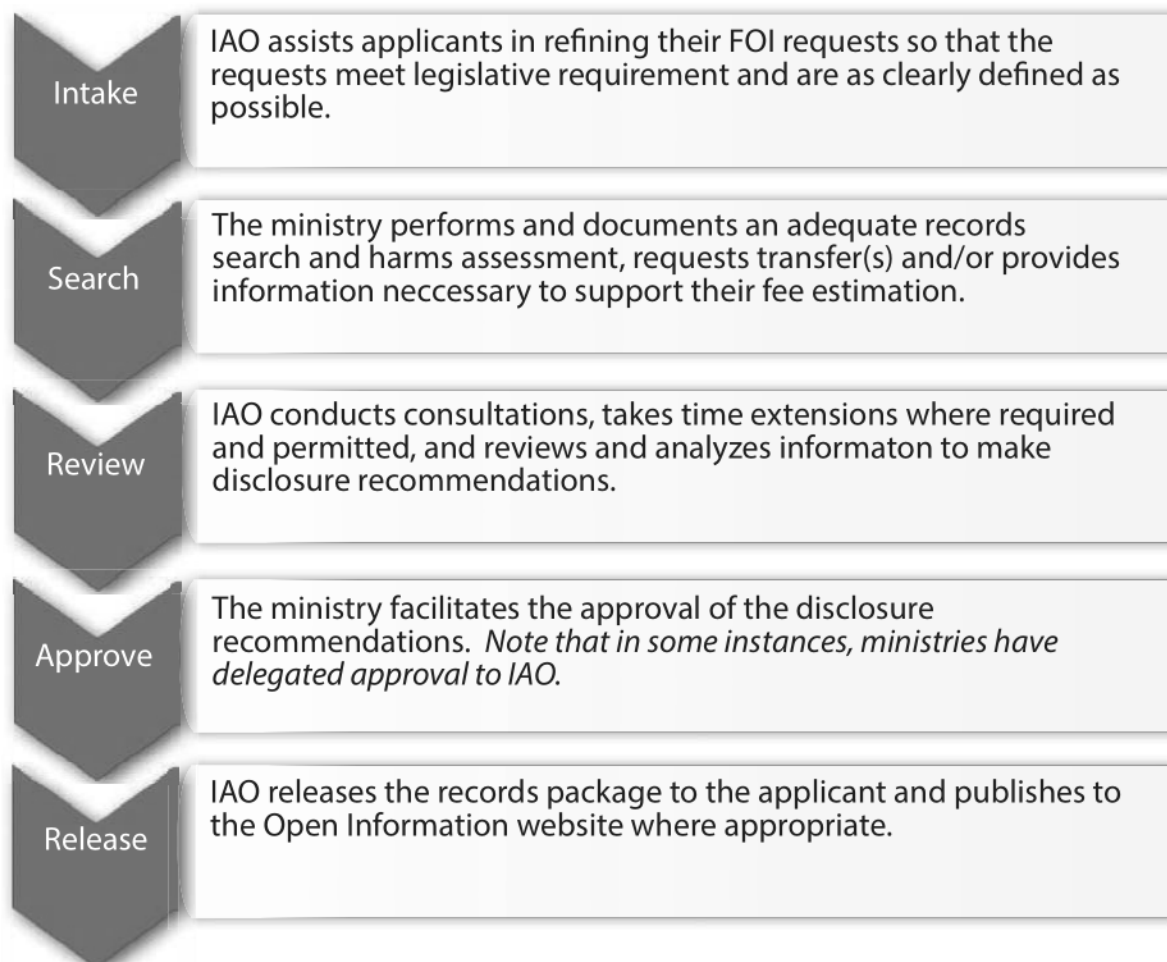 Intake
IAO assists applicants in refining their FOI requests so that the
requests meet legislative requirement and are as clearly defined as
possible.
Search
The ministry performs and documents an adequate records
search and harms assessment, requests transfer(s) and/or provides
information neccessary to support their fee estimation.
Review
IAO conducts consultations, takes time extensions where required
and permitted, and reviews and analyzes informaton to make
disclosure recommendations.
Approve
The ministry facilitates the approval of the disclosure
recommendations. Note that in some instances, ministries have
delegated approval to IAO.
Release
IAO releases the records package to the applicant and publishes to
the Open Information website where appropriate.